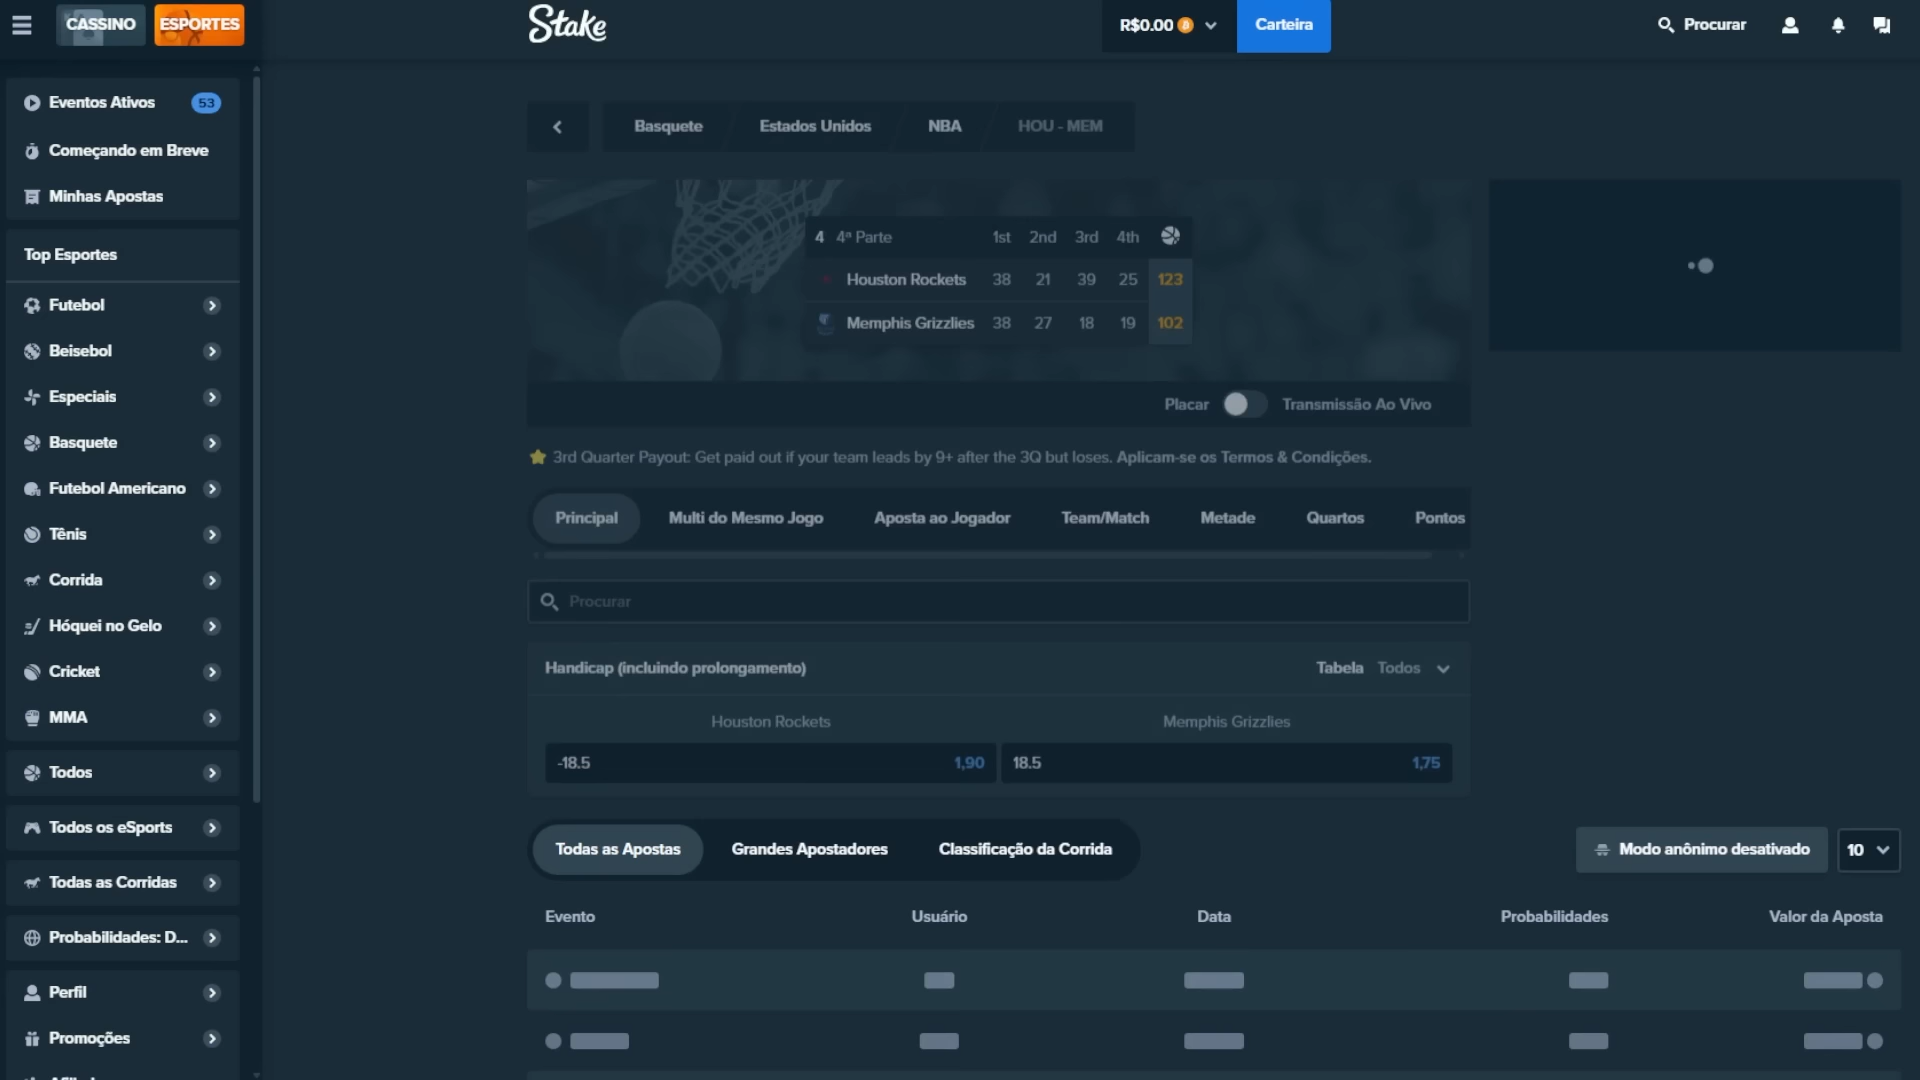 CASSINO
ESPORTES
Stake
R$0.00
Carteira
Procurar
Eventos Ativos 53
Começando em Breve
Minhas Apostas
Top Esportes
Futebol
Beisebol
Especiais
Basquete
Futebol Americano
Tênis
Corrida
Hóquei no Gelo
Cricket
MMA
Todos
Todos os eSports
Todas as Corridas
Probabilidades: D...
Perfil
Promoções
Basquete
Estados Unidos
NBA
HOU - MEM
4 4ª Parte 1st 2nd 3rd 4th
Houston Rockets 38 21 39 25 123
Memphis Grizzlies 38 27 18 19 102
Placar
Transmissão Ao Vivo
3rd Quarter Payout: Get paid out if your team leads by 9+ after the 3Q but loses. Aplicam-se os Termos & Condições.
Principal
Multi do Mesmo Jogo
Aposta ao Jogador
Team/Match
Metade
Quartos
Pontos
Procurar
Handicap (incluindo prolongamento)
Tabela Todos
Houston Rockets
Memphis Grizzlies
-18.5 1,90
18.5 1,75
Todas as Apostas
Grandes Apostadores
Classificação da Corrida
Modo anônimo desativado
10
Evento Usuário Data Probabilidades Valor da Aposta